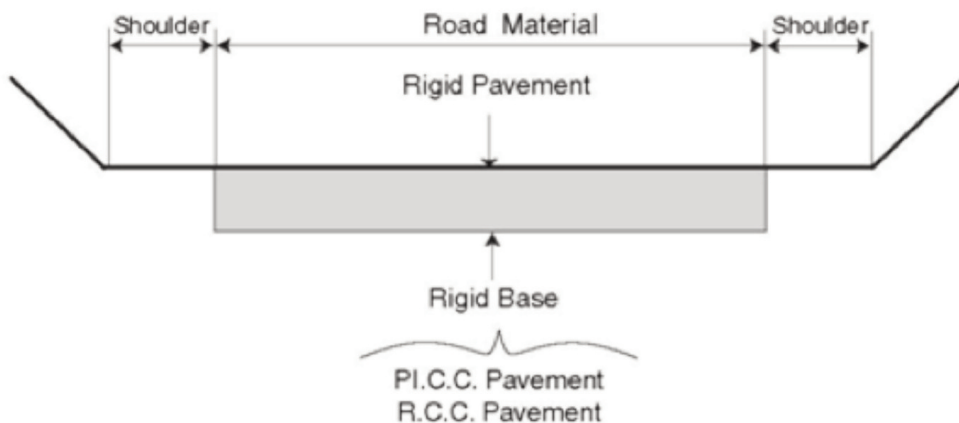 Shoulder Road Material Shoulder
Rigid Pavement
Rigid Base
Pl.C.C. Pavement
R.C.C. Pavement